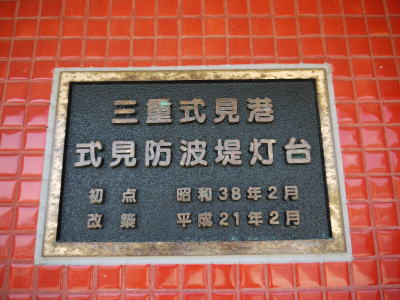 三重式見港
式見防波堤灯台
初点 昭和38年2月
改築 平成21年2月